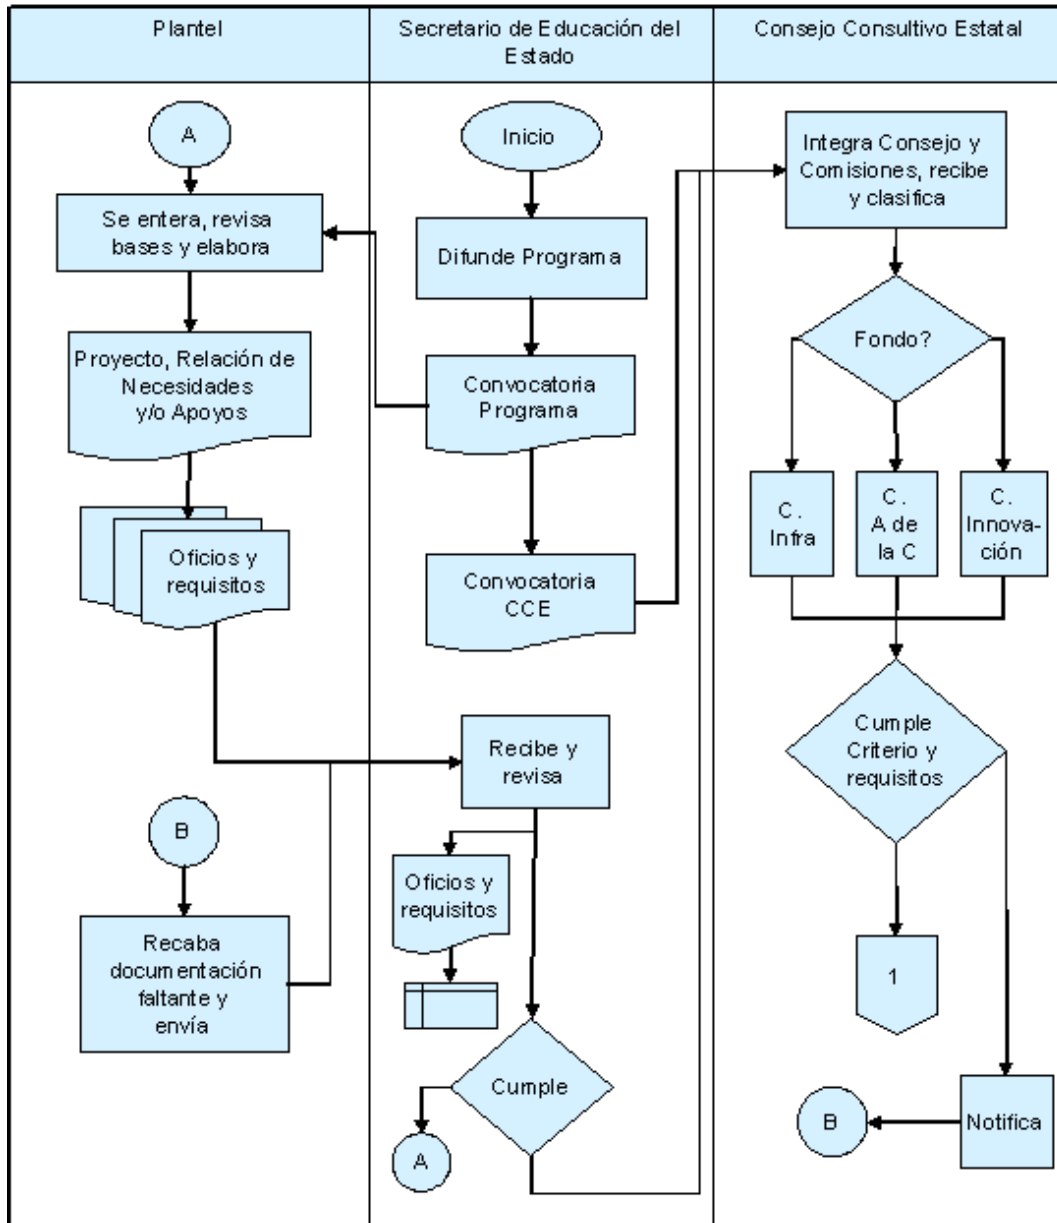 Plantel
Secretario de Educación del
Estado
Consejo Consultivo Estatal
A
Se entera, revisa
bases y elabora
Proyecto, Relación de
Necesidades
y/o Apoyos
Oficios y
requisitos
B
Recaba
documentación
faltante y
envía
Inicio
Difunde Programa
Convocatoria
Programa
Convocatoria
CCE
Recibe y
revisa
Oficios y
requisitos
Cumple
A
Integra Consejo y
Comisiones, recibe
y clasifica
Fondo?
C.
Infra
C.
A de
la C
C.
Innova-
ción
Cumple
Criterio y
requisitos
1
Notifica
B